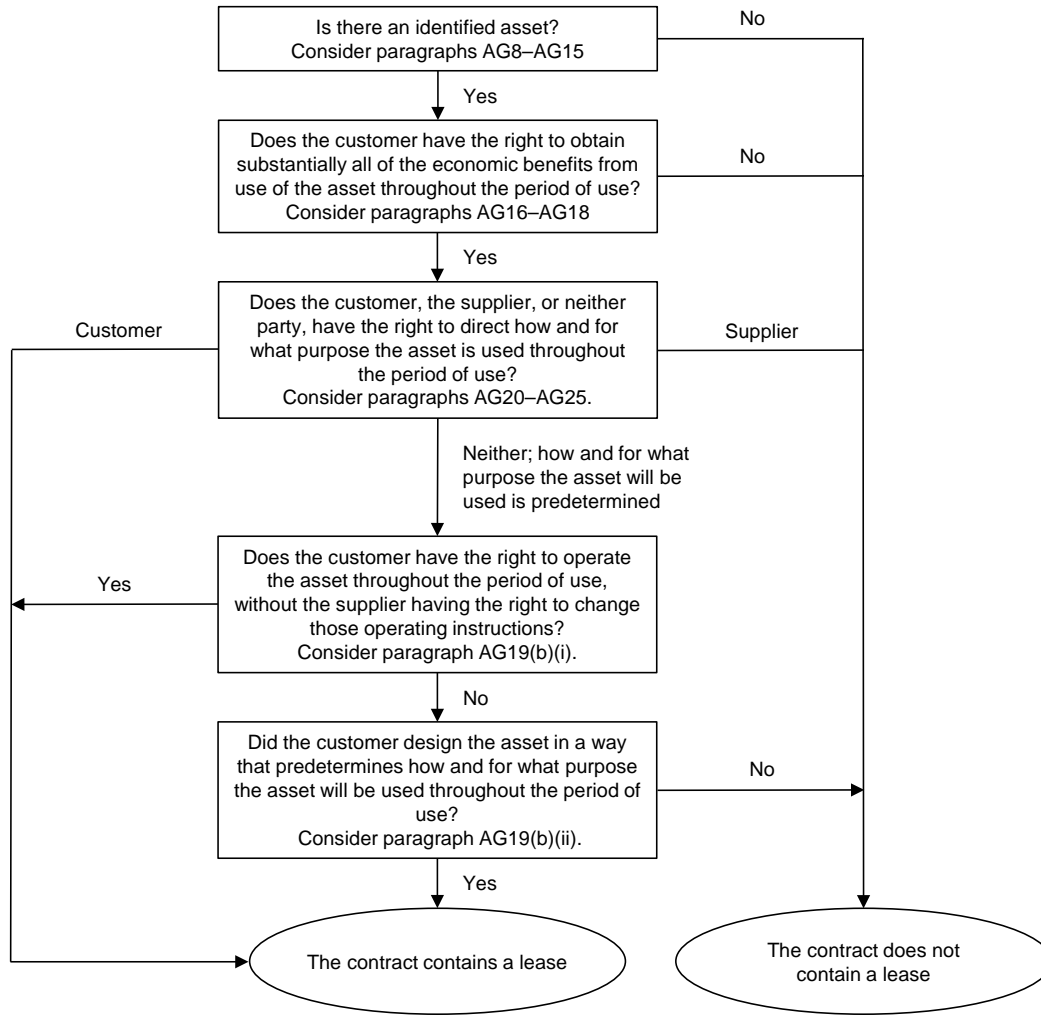 Is there an identified asset?
Consider paragraphs AG8–AG15
No
Yes
Does the customer have the right to obtain
substantially all of the economic benefits from
use of the asset throughout the period of use?
Consider paragraphs AG16–AG18
No
Yes
Does the customer, the supplier, or neither
party, have the right to direct how and for
what purpose the asset is used throughout
the period of use?
Consider paragraphs AG20–AG25.
Customer
Supplier
Neither; how and for what
purpose the asset will be
used is predetermined
Does the customer have the right to operate
the asset throughout the period of use,
without the supplier having the right to change
those operating instructions?
Consider paragraph AG19(b)(i).
Yes
No
Did the customer design the asset in a way
that predetermines how and for what purpose
the asset will be used throughout the period of
use?
Consider paragraph AG19(b)(ii).
No
Yes
The contract contains a lease
The contract does not
contain a lease